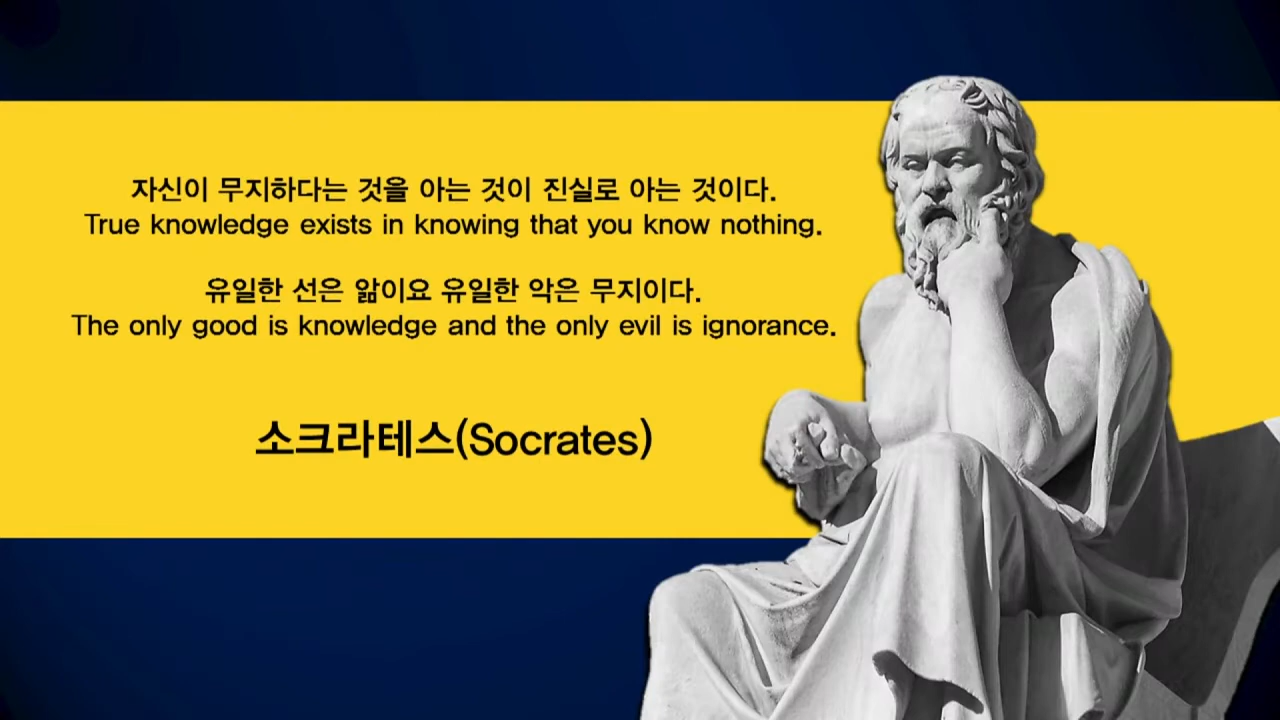 자신이 무지하다는 것을 아는 것이 진실로 아는 것이다.
True knowledge exists in knowing that you know nothing.
유일한 선은 앎이요 유일한 악은 무지이다.
The only good is knowledge and the only evil is ignorance.
소크라테스(Socrates)